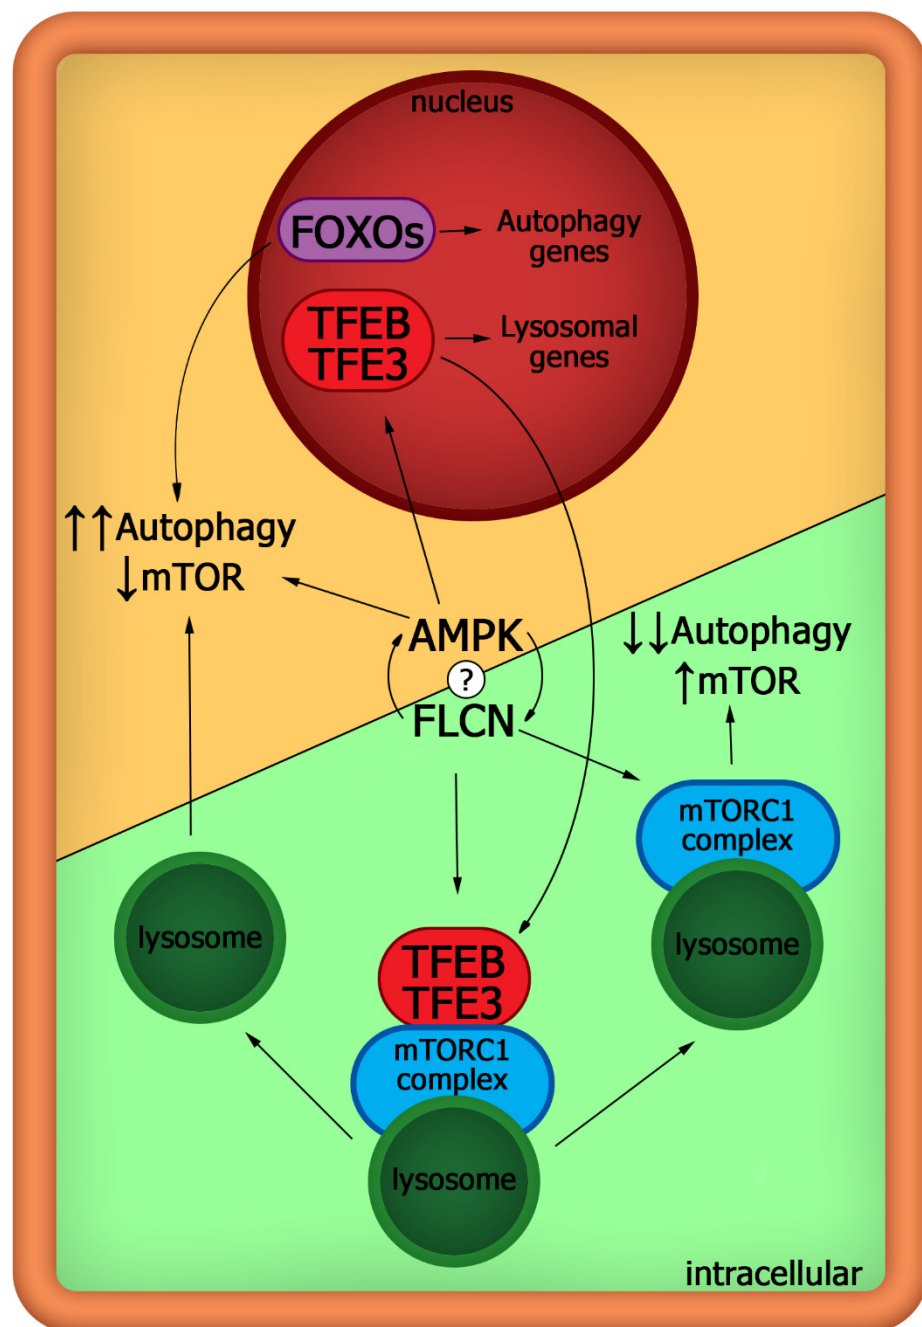 nucleus
FOXOs
Autophagy
genes
TFEB
TFE3
Lysosomal
genes
↑↑Autophagy
↓mTOR
AMPK
?
FLCN
↓↓Autophagy
↑mTOR
mTORC1
complex
lysosome
lysosome
TFEB
TFE3
mTORC1
complex
lysosome
intracellular